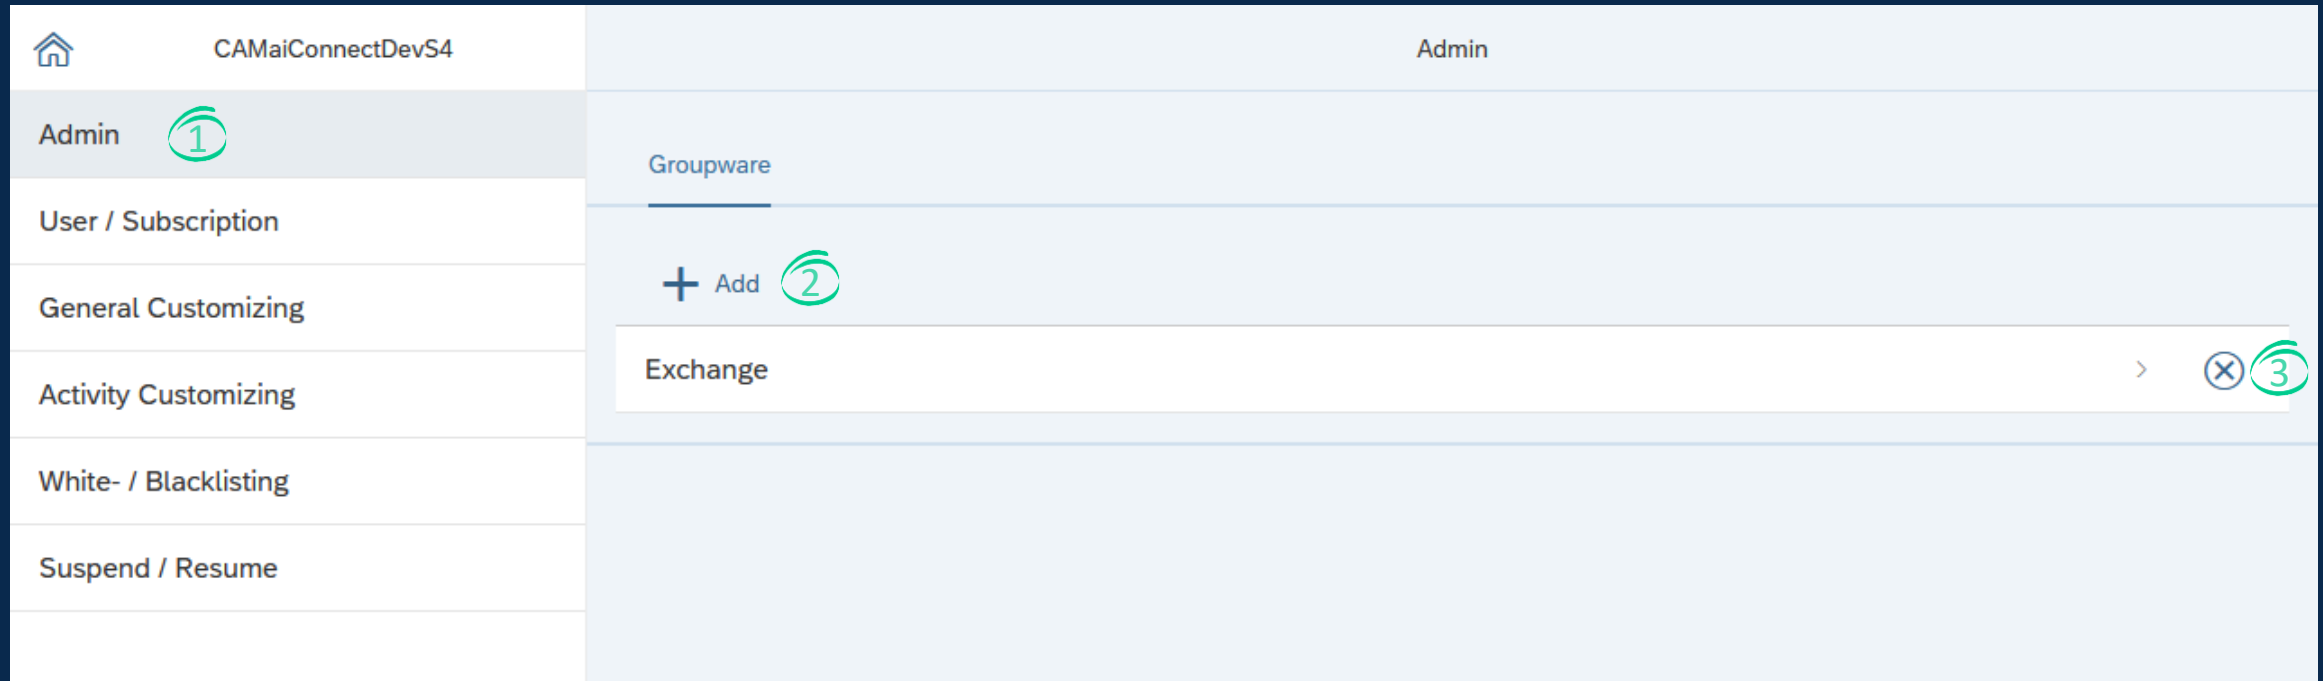 CAMaiConnectDevS4
Admin
Admin 1
User / Subscription
General Customizing
Activity Customizing
White- / Blacklisting
Suspend / Resume
Groupware
Add 2
Exchange 3